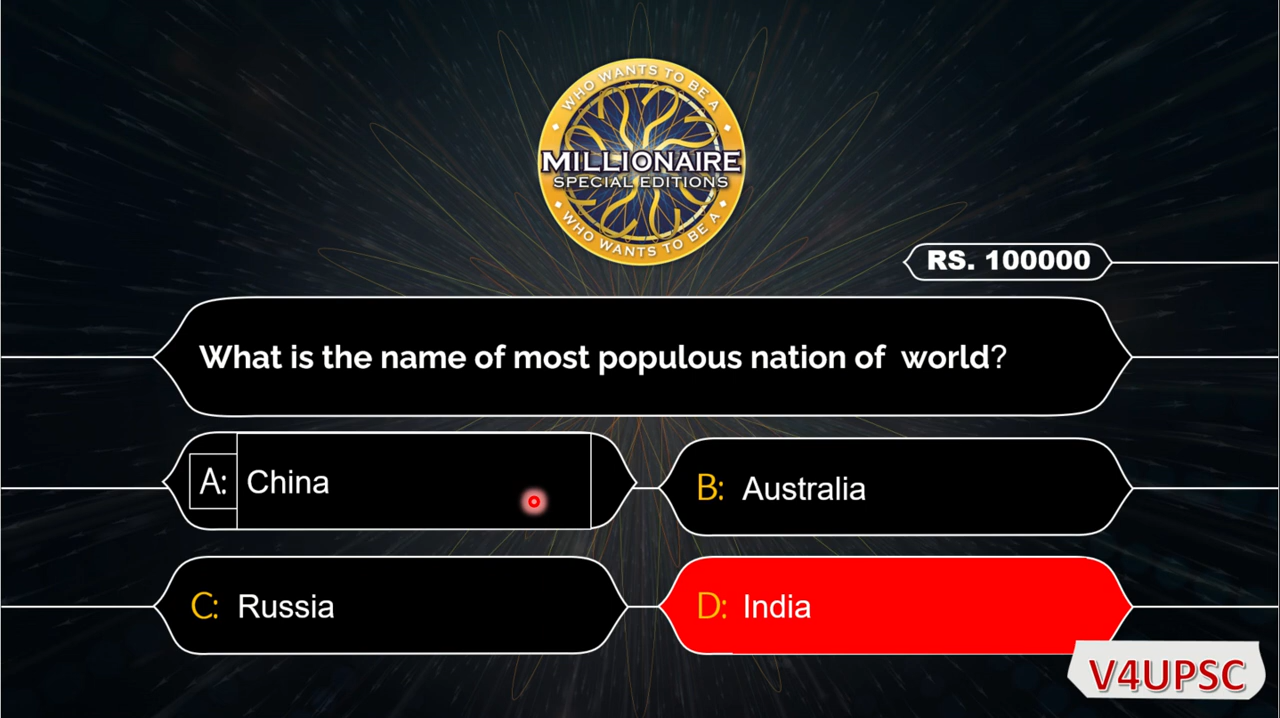 WHO WANTS TO BE A
MILLIONAIRE
SPECIAL EDITIONS
WHO WANTS TO BE A
RS. 100000
What is the name of most populous nation of world?
A: China
B: Australia
C: Russia
D: India
V4UPSC